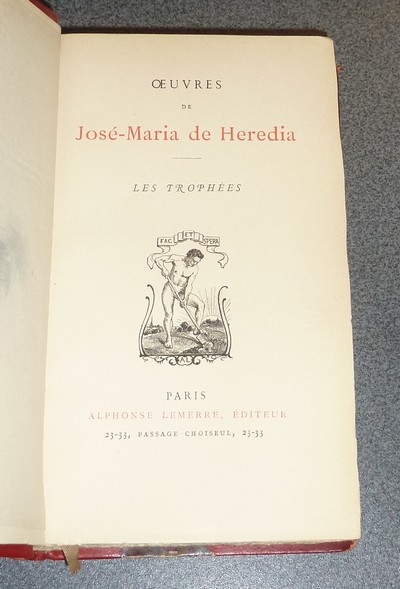 ŒUVRES
DE
José-Maria de Heredia
LES TROPHÉES
FAC ET SPERA
AL
PARIS
ALPHONSE LEMERRE, ÉDITEUR
23-33, PASSAGE CHOISEUL, 23-33